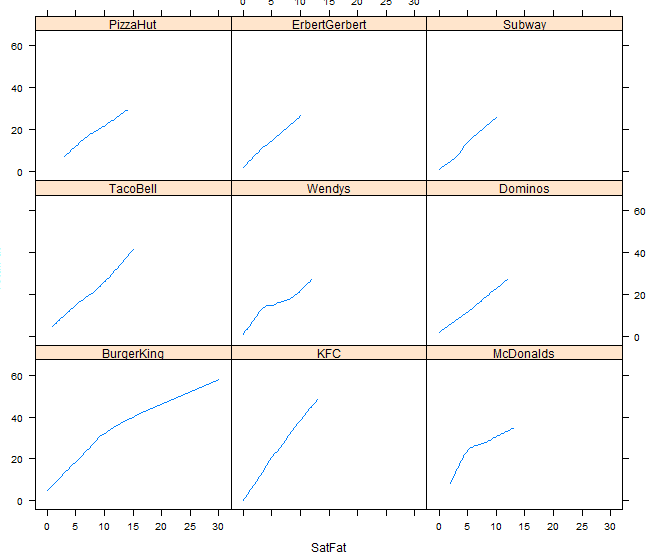 0 5 10 15 20 25 30
PizzaHut ErbertGerbert Subway
60
40
20
0
TacoBell Wendys Dominos
60
40
20
0
BurgerKing KFC McDonalds
60
40
20
0
0 5 10 15 20 25 30 0 5 10 15 20 25 30
SatFat